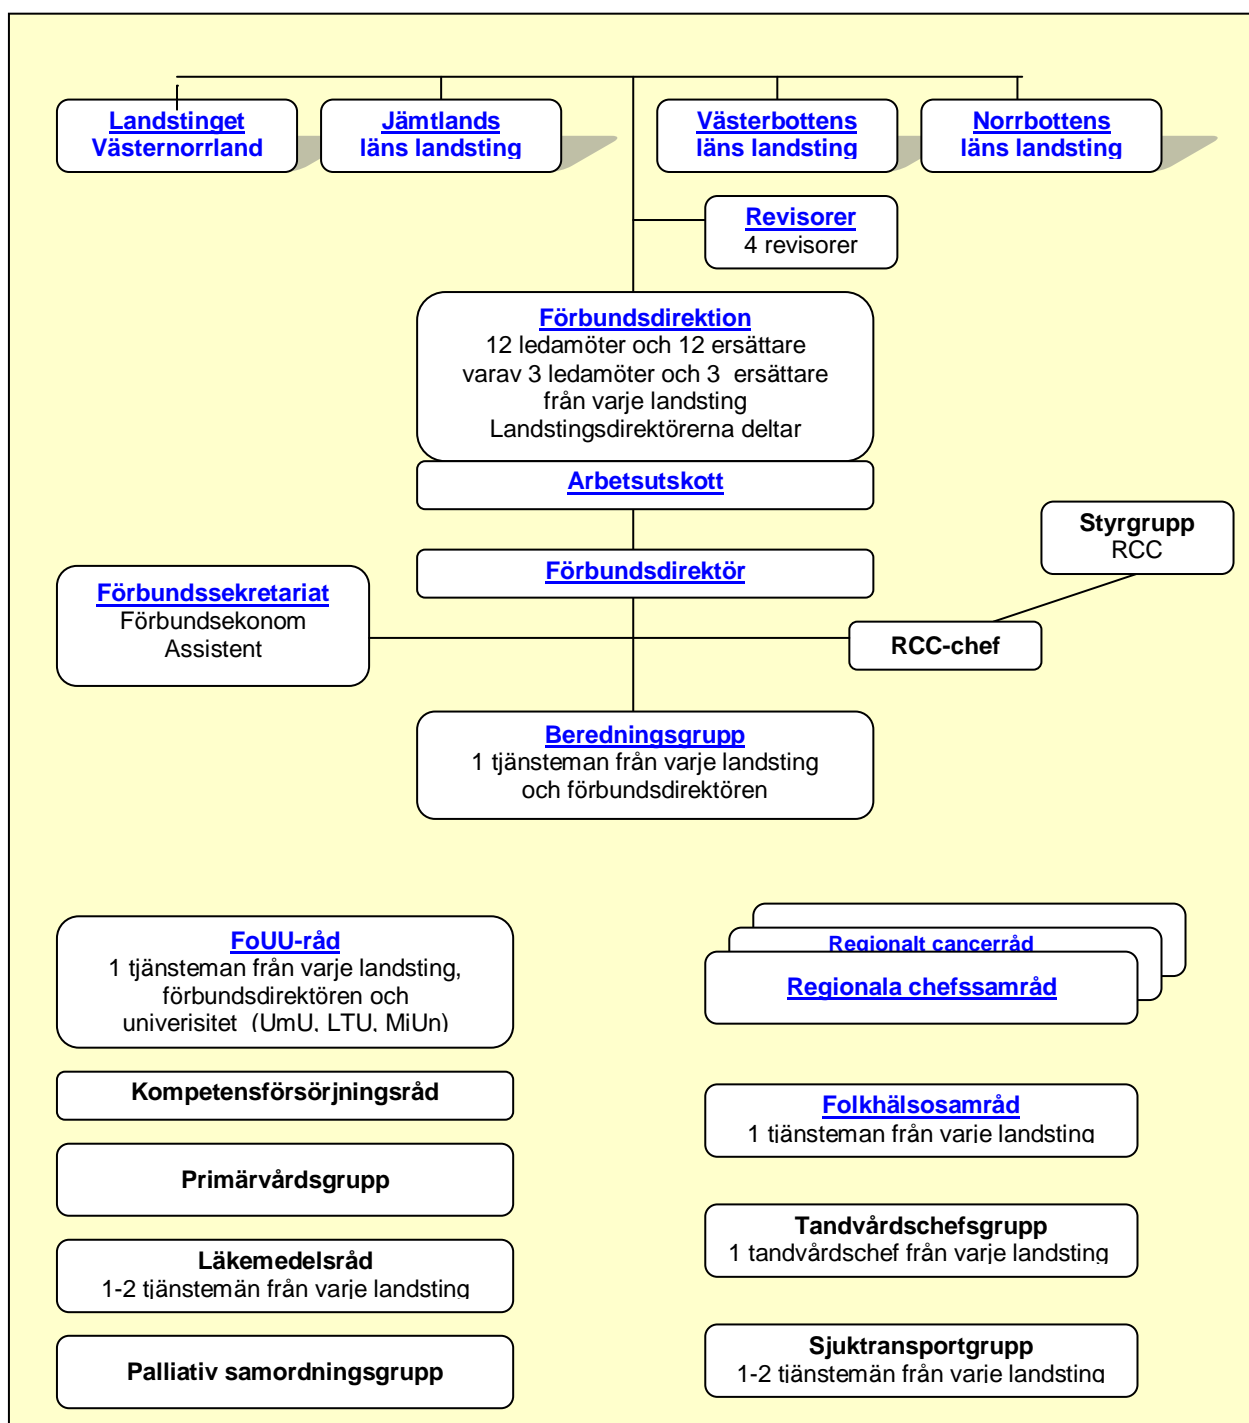 Landstinget
Västernorrland
Jämtlands
läns landsting
Västerbottens
läns landsting
Norrbottens
läns landsting
Revisorer
4 revisorer
Förbundsdirektion
12 ledamöter och 12 ersättare
varav 3 ledamöter och 3 ersättare
från varje landsting
Landstingsdirektörerna deltar
Arbetsutskott
Styrgrupp
RCC
Förbundsdirektör
Förbundssekretariat
Förbundsekonom
Assistent
RCC-chef
Beredningsgrupp
1 tjänsteman från varje landsting
och förbundsdirektören
FoUU-råd
1 tjänsteman från varje landsting,
förbundsdirektören och
univerisitet (UmU, LTU, MiUn)
Regionalt cancerråd
Regionala chefssamråd
Kompetensförsörjningsråd
Folkhälsosamråd
1 tjänsteman från varje landsting
Primärvårdsgrupp
Tandvårdschefsgrupp
1 tandvårdschef från varje landsting
Läkemedelsråd
1-2 tjänstemän från varje landsting
Sjuktransportgrupp
1-2 tjänstemän från varje landsting
Palliativ samordningsgrupp